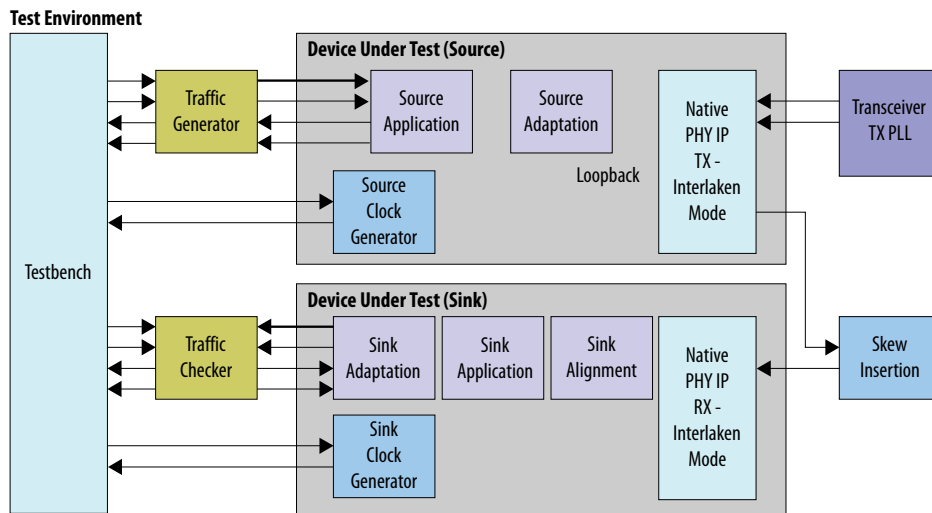 Test Environment
Device Under Test (Source)
Traffic
Generator
Source
Application
Source
Adaptation
Native
PHY IP
TX -
Interlaken
Mode
Transceiver
TX PLL
Loopback
Source
Clock
Generator
Testbench
Device Under Test (Sink)
Traffic
Checker
Sink
Adaptation
Sink
Application
Sink
Alignment
Native
PHY IP
RX -
Interlaken
Mode
Skew
Insertion
Sink
Clock
Generator